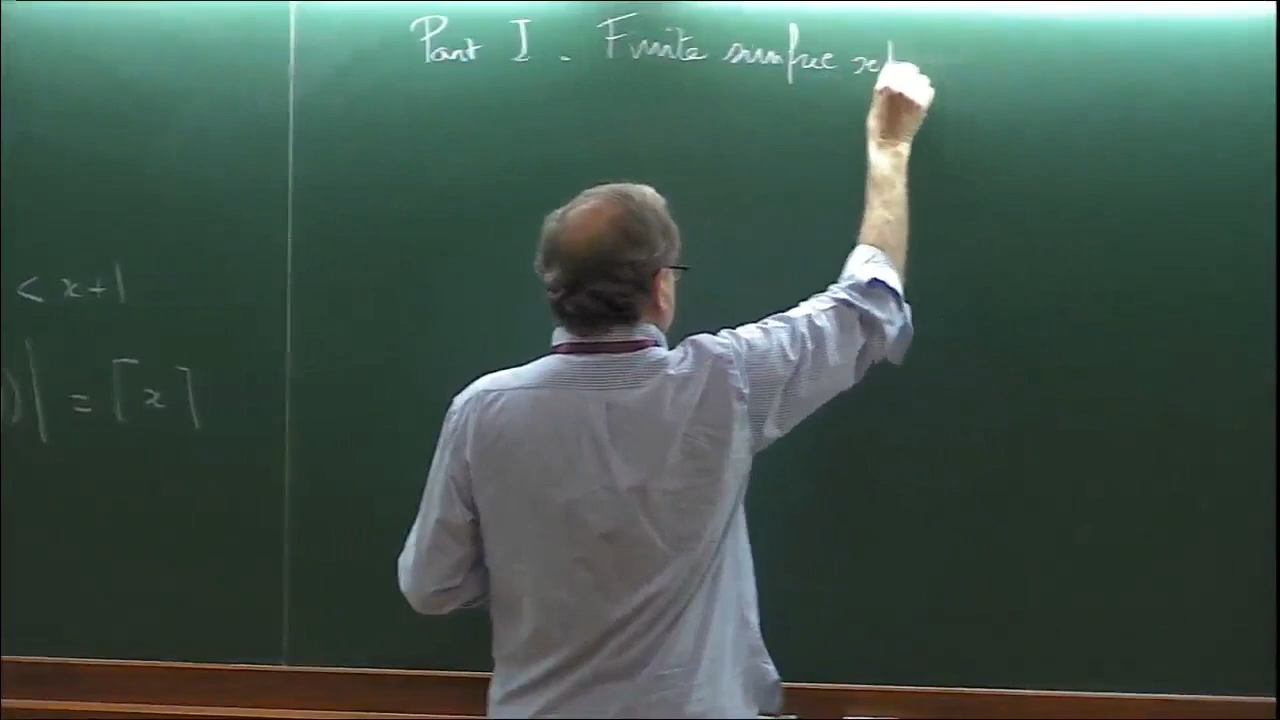 Part I. Finite surface
< x+1
)| = ⌈x⌉